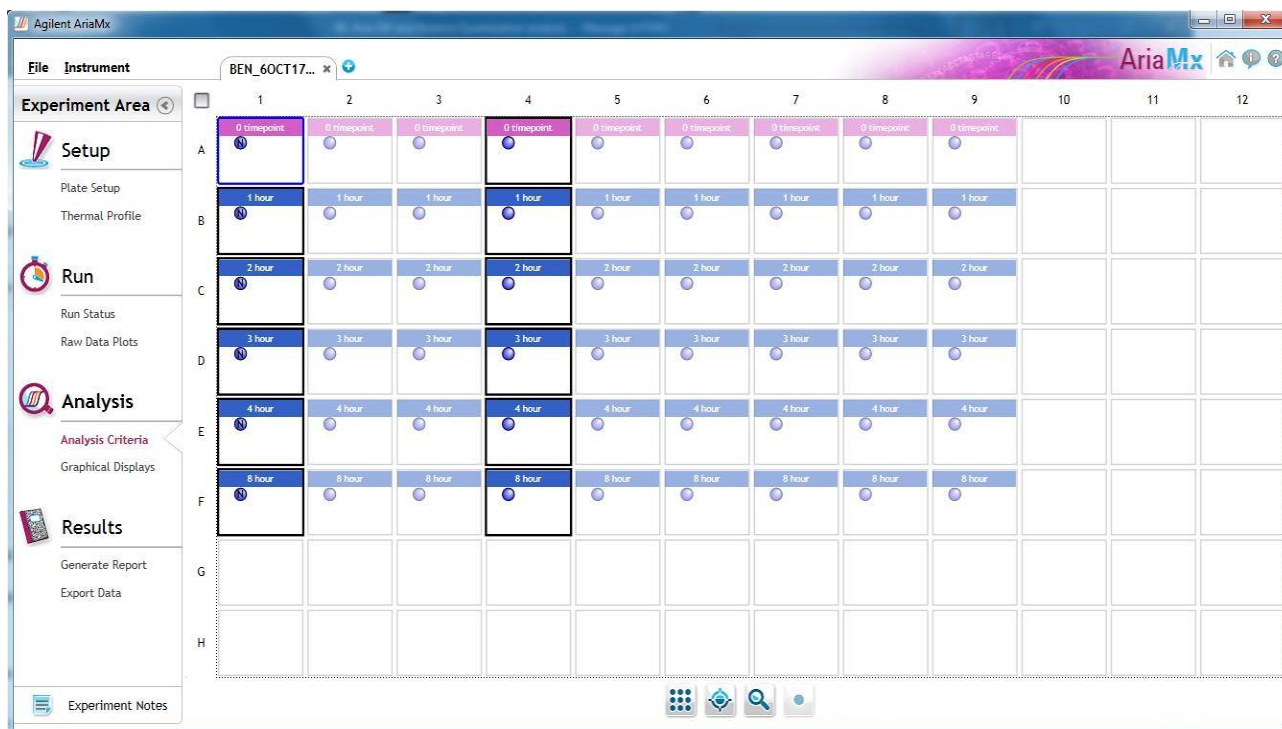 Agilent AriaMx
File Instrument
BEN_6OCT17...
AriaMx
Experiment Area
Setup
Plate Setup
Thermal Profile
Run
Run Status
Raw Data Plots
Analysis
Analysis Criteria
Graphical Displays
Results
Generate Report
Export Data
Experiment Notes
1 2 3 4 5 6 7 8 9 10 11 12
A
0 timepoint 0 timepoint 0 timepoint 0 timepoint 0 timepoint 0 timepoint 0 timepoint 0 timepoint 0 timepoint
N
B
1 hour 1 hour 1 hour 1 hour 1 hour 1 hour 1 hour 1 hour 1 hour
N
C
2 hour 2 hour 2 hour 2 hour 2 hour 2 hour 2 hour 2 hour 2 hour
N
D
3 hour 3 hour 3 hour 3 hour 3 hour 3 hour 3 hour 3 hour 3 hour
N
E
4 hour 4 hour 4 hour 4 hour 4 hour 4 hour 4 hour 4 hour 4 hour
N
F
8 hour 8 hour 8 hour 8 hour 8 hour 8 hour 8 hour 8 hour 8 hour
N
G
H